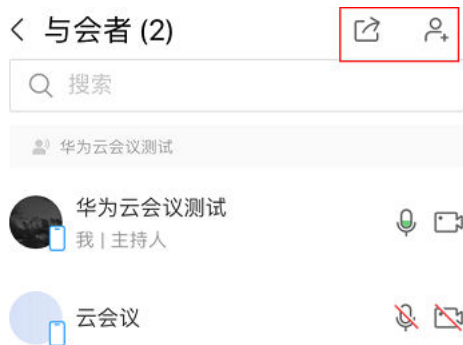 与会者 (2)
搜索
华为云会议测试
华为云会议测试
我 | 主持人
云会议